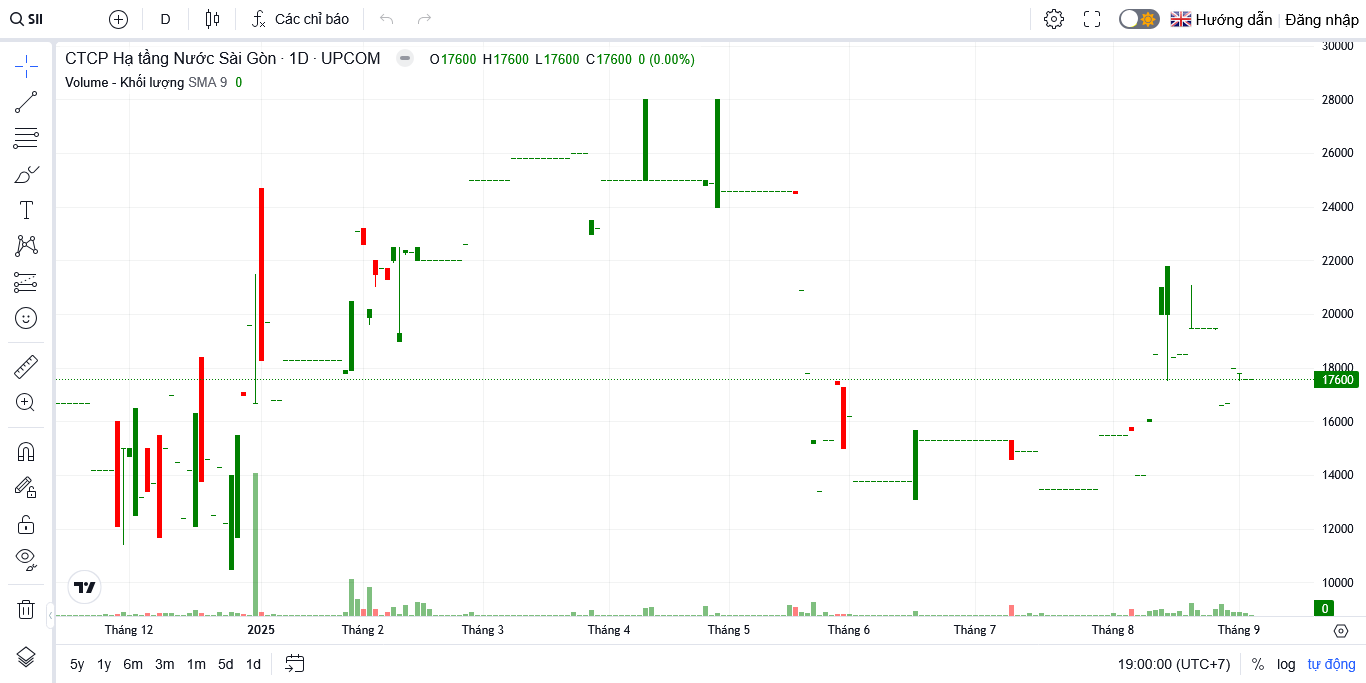 SII D Các chỉ báo Hướng dẫn Đăng nhập
CTCP Hạ tầng Nước Sài Gòn · 1D · UPCOM O17600 H17600 L17600 C17600 0 (0.00%)
Volume - Khối lượng SMA 9 0
30000
28000
26000
24000
22000
20000
18000
17600
16000
14000
12000
10000
0
Tháng 12 2025 Tháng 2 Tháng 3 Tháng 4 Tháng 5 Tháng 6 Tháng 7 Tháng 8 Tháng 9
5y 1y 6m 3m 1m 5d 1d 19:00:00 (UTC+7) % log tự động